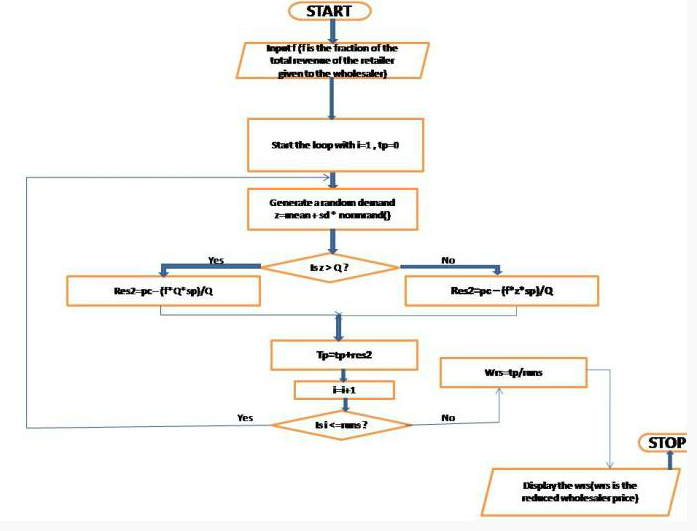 START
Input f (f is the fraction of the
total revenue of the retailer
given to the wholesaler)
Start the loop with i=1 , tp=0
Generate a random demand
z=mean + sd* normrand()
Is z > Q ?
Yes
No
Res2=pc-(f*Q*sp)/Q
Res2=pc-(f*z*sp)/Q
Tp=tp+res2
i=i+1
Is i <=runs ?
Yes
No
Wrs=tp/runs
STOP
Display the wrs(wrs is the
reduced wholesaler price)